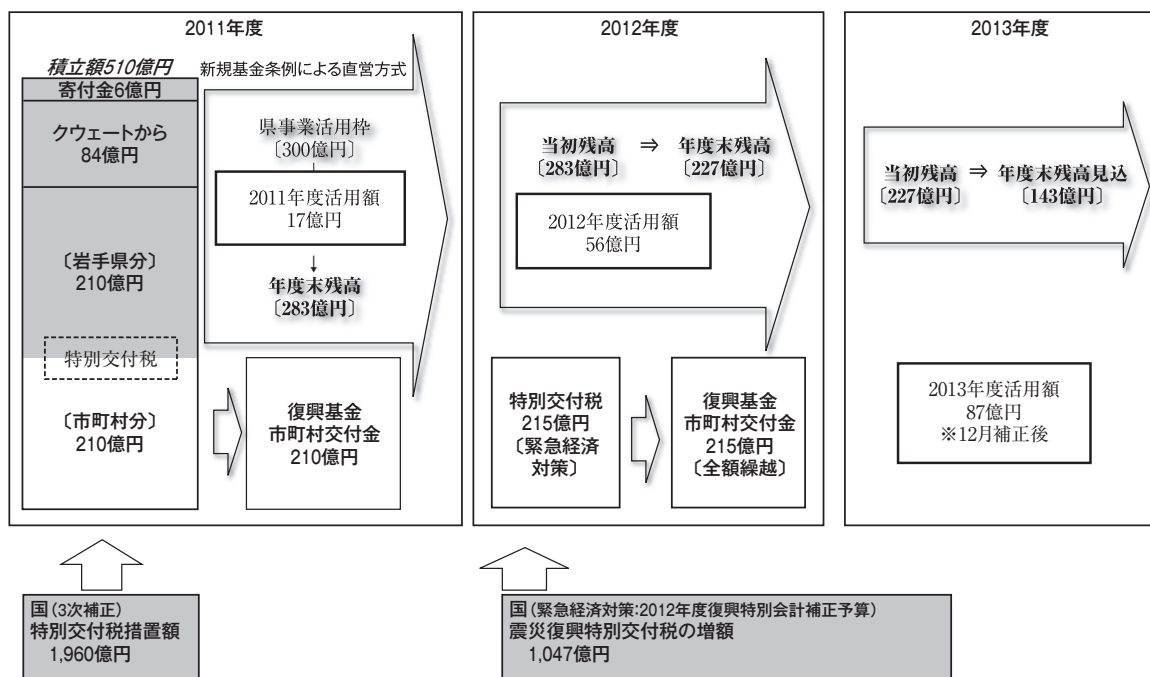 2011年度
積立額510億円
寄付金6億円
クウェートから
84億円
〔岩手県分〕
210億円
特別交付税
〔市町村分〕
210億円
新規基金条例による直営方式
県事業活用枠
〔300億円〕
2011年度活用額
17億円
↓
年度末残高
〔283億円〕
復興基金
市町村交付金
210億円
2012年度
当初残高 ⇒ 年度末残高
〔283億円〕 〔227億円〕
2012年度活用額
56億円
特別交付税
215億円
〔緊急経済
対策〕
復興基金
市町村交付金
215億円
〔全額繰越〕
2013年度
当初残高 ⇒ 年度末残高見込
〔227億円〕 〔143億円〕
2013年度活用額
87億円
※12月補正後
国(3次補正)
特別交付税措置額
1,960億円
国(緊急経済対策:2012年度復興特別会計補正予算)
震災復興特別交付税の増額
1,047億円